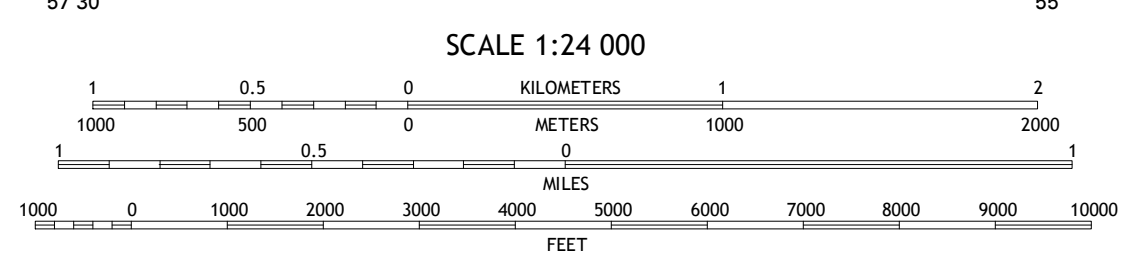 57'30" 55'
SCALE 1:24 000
1 0.5 0 KILOMETERS 1 2
1000 500 0 METERS 1000 2000
1 0.5 0 1
MILES
1000 0 1000 2000 3000 4000 5000 6000 7000 8000 9000 10000
FEET